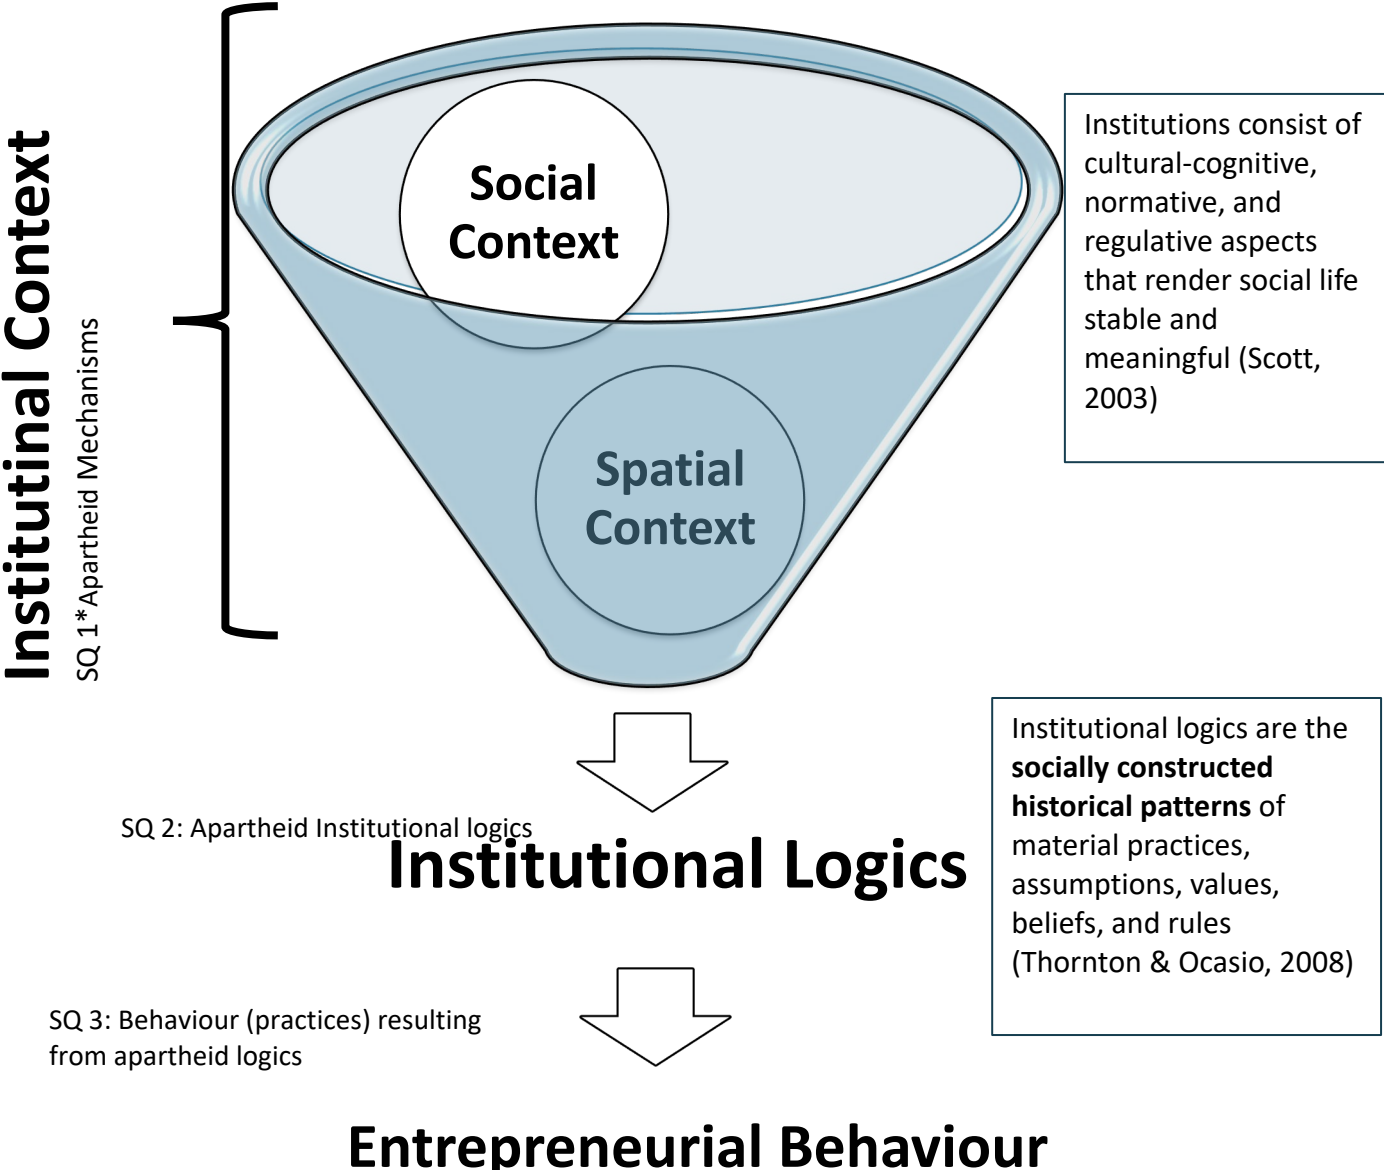 Institutinal Context
SQ 1*Apartheid Mechanisms
Social
Context
Spatial
Context
Institutions consist of
cultural-cognitive,
normative, and
regulative aspects
that render social life
stable and
meaningful (Scott,
2003)
SQ 2: Apartheid Institutional logics
Institutional Logics
Institutional logics are the
socially constructed
historical patterns of
material practices,
assumptions, values,
beliefs, and rules
(Thornton & Ocasio, 2008)
SQ 3: Behaviour (practices) resulting
from apartheid logics
Entrepreneurial Behaviour